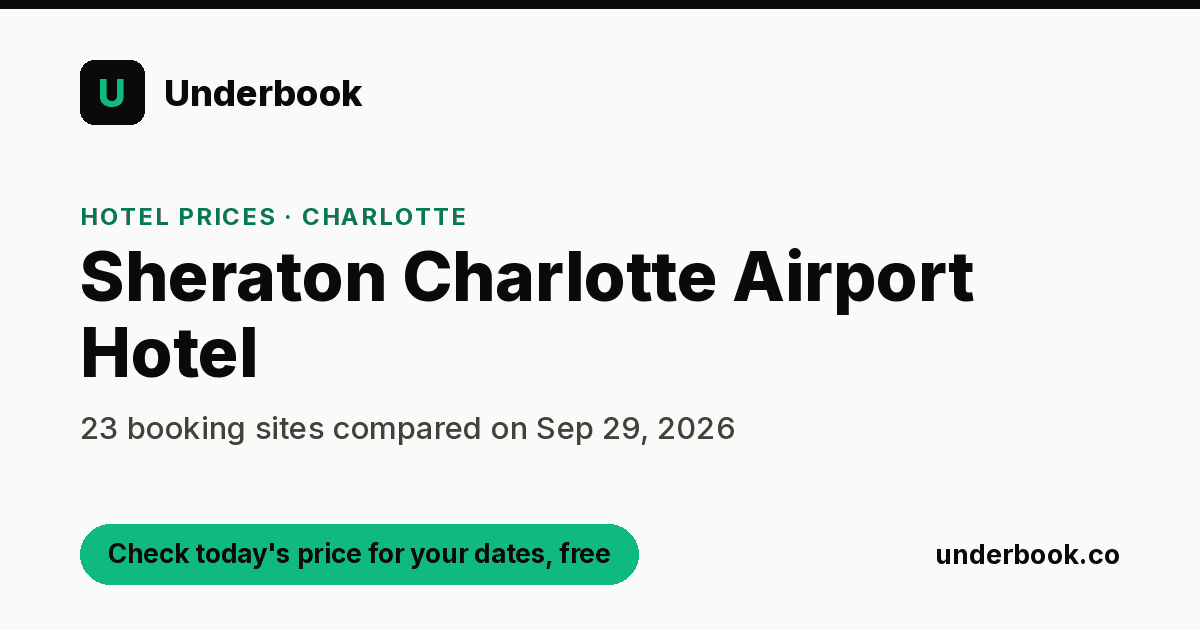 U Underbook
HOTEL PRICES · CHARLOTTE
Sheraton Charlotte Airport
Hotel
23 booking sites compared on Sep 29, 2026
Check today's price for your dates, free
underbook.co